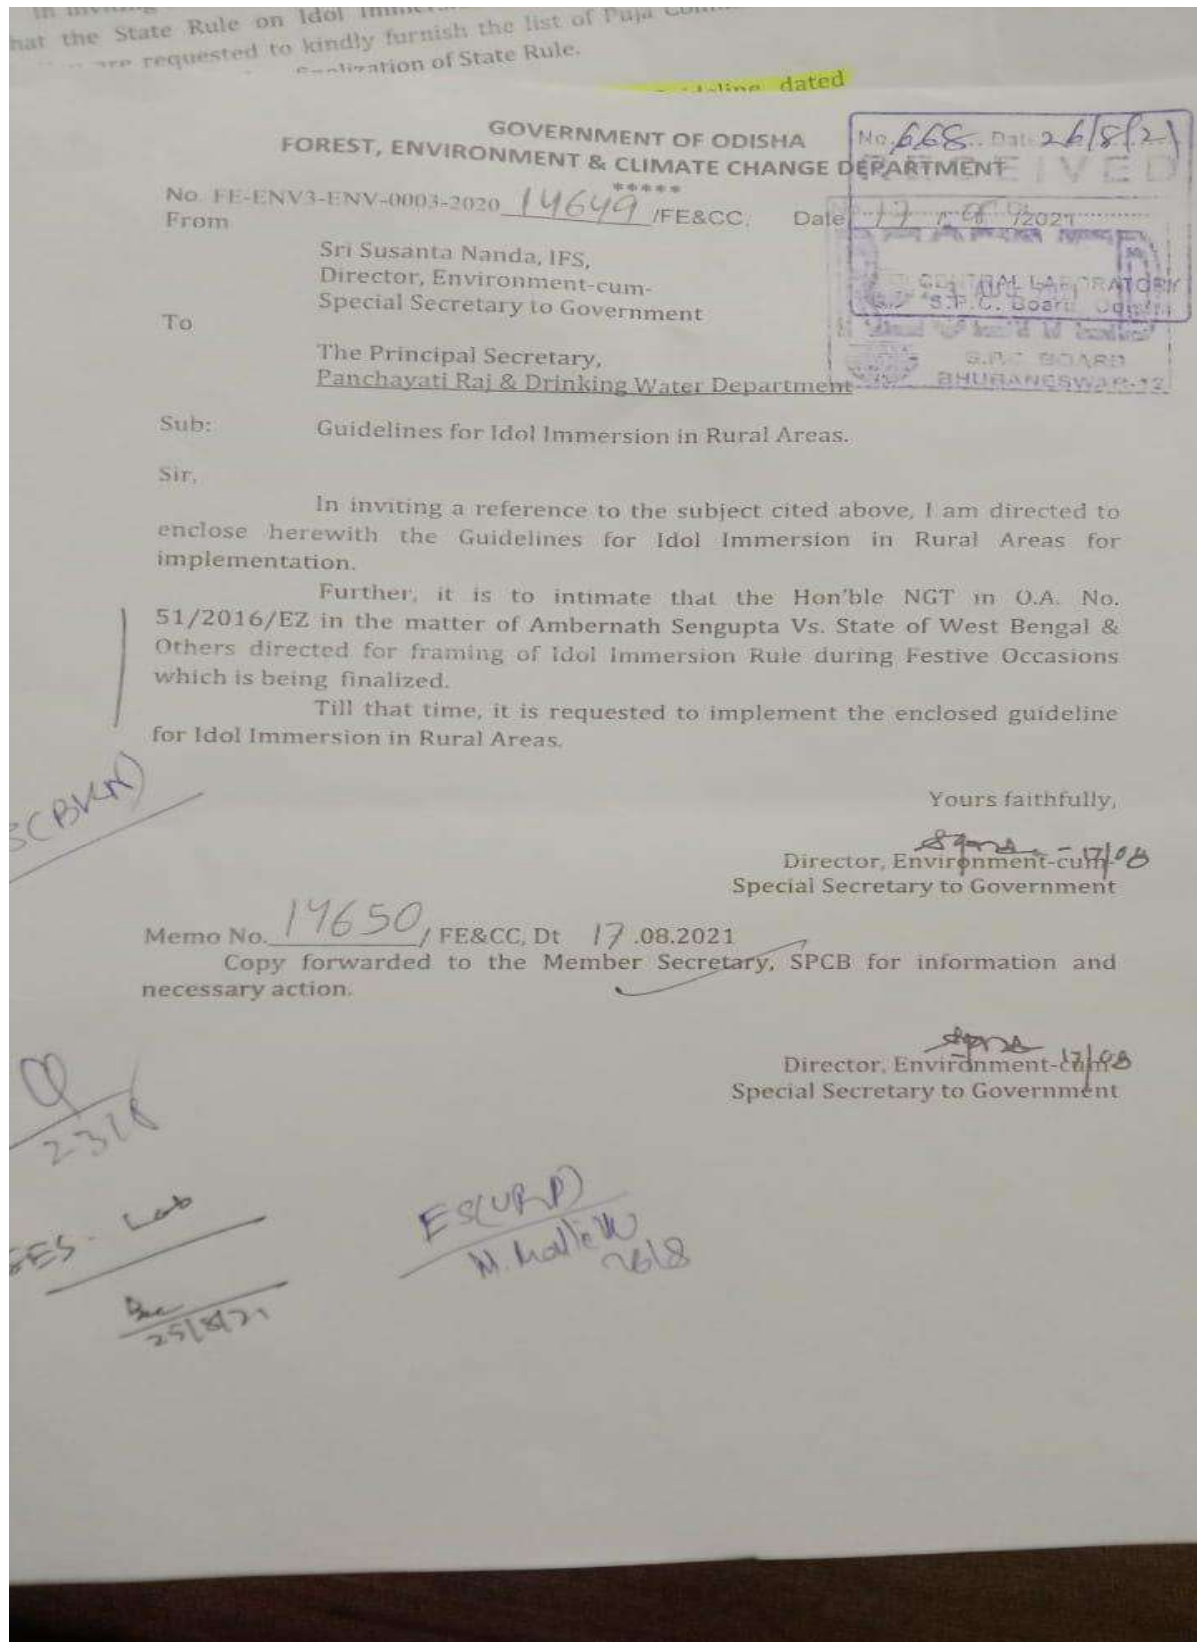 hat the State Rule on Idol
are requested to kindly furnish the list of Puja
of State Rule.
dated
GOVERNMENT OF ODISHA
FOREST, ENVIRONMENT & CLIMATE CHANGE DEPARTMENT
*****
No. 668 Date 26/8/21
No. FE-ENV3-ENV-0003-2020 14649 /FE&CC, Date 17 /08/2021
From
Sri Susanta Nanda, IFS,
Director, Environment-cum-
Special Secretary to Government
CENTRAL LABORATORY
S.P.C. Board
To
The Principal Secretary,
Panchayati Raj & Drinking Water Department
S.P.C. BOARD
BHUBANESWAR-12
Sub: Guidelines for Idol Immersion in Rural Areas.
Sir,
In inviting a reference to the subject cited above, I am directed to
enclose herewith the Guidelines for Idol Immersion in Rural Areas for
implementation.
Further, it is to intimate that the Hon'ble NGT in O.A. No.
51/2016/EZ in the matter of Ambernath Sengupta Vs. State of West Bengal &
Others directed for framing of Idol Immersion Rule during Festive Occasions
which is being finalized.
Till that time, it is requested to implement the enclosed guideline
for Idol Immersion in Rural Areas.
Yours faithfully,
17/08
Director, Environment-cum-
Special Secretary to Government
Memo No. 14650 / FE&CC, Dt 17.08.2021
Copy forwarded to the Member Secretary, SPCB for information and
necessary action.
17/08
Director, Environment-cum-
Special Secretary to Government
Lab
25/8/21
ES(URP)
26/8